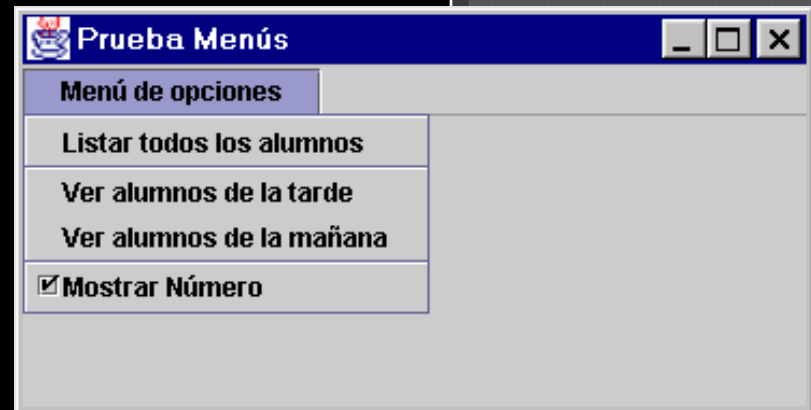 Prueba Menús
Menú de opciones
Listar todos los alumnos
Ver alumnos de la tarde
Ver alumnos de la mañana
Mostrar Número